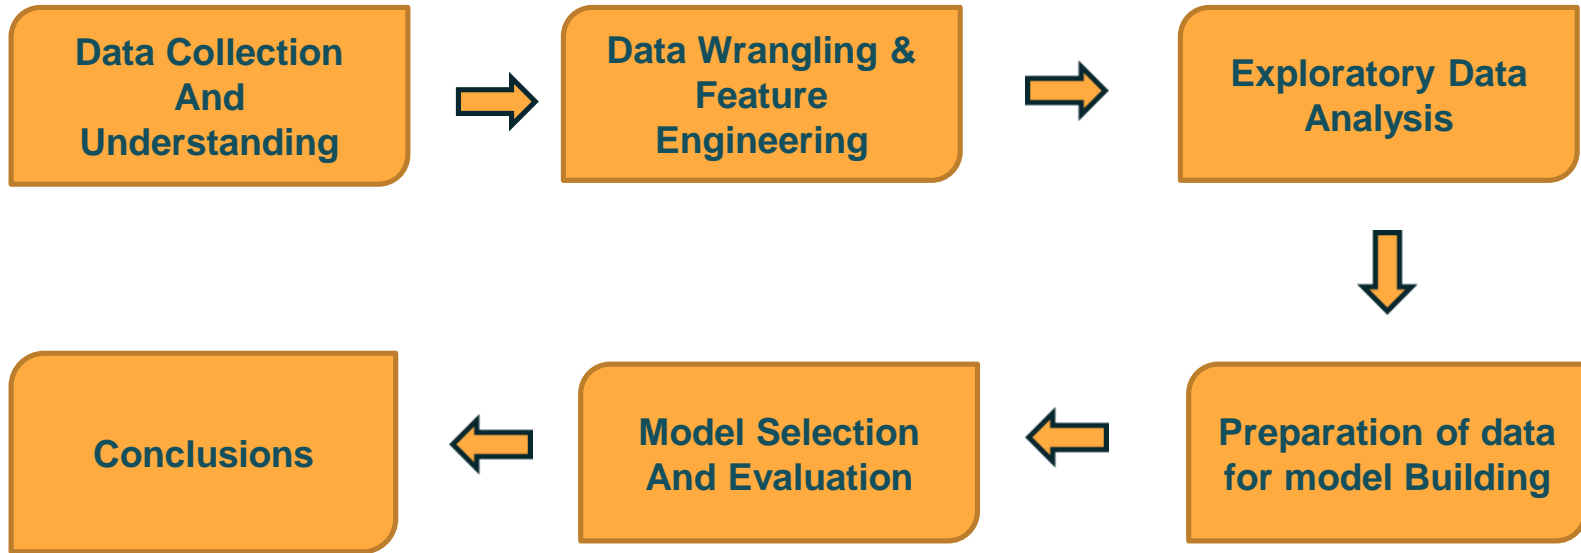 Data Collection
And
Understanding
Data Wrangling &
Feature
Engineering
Exploratory Data
Analysis
Preparation of data
for model Building
Model Selection
And Evaluation
Conclusions